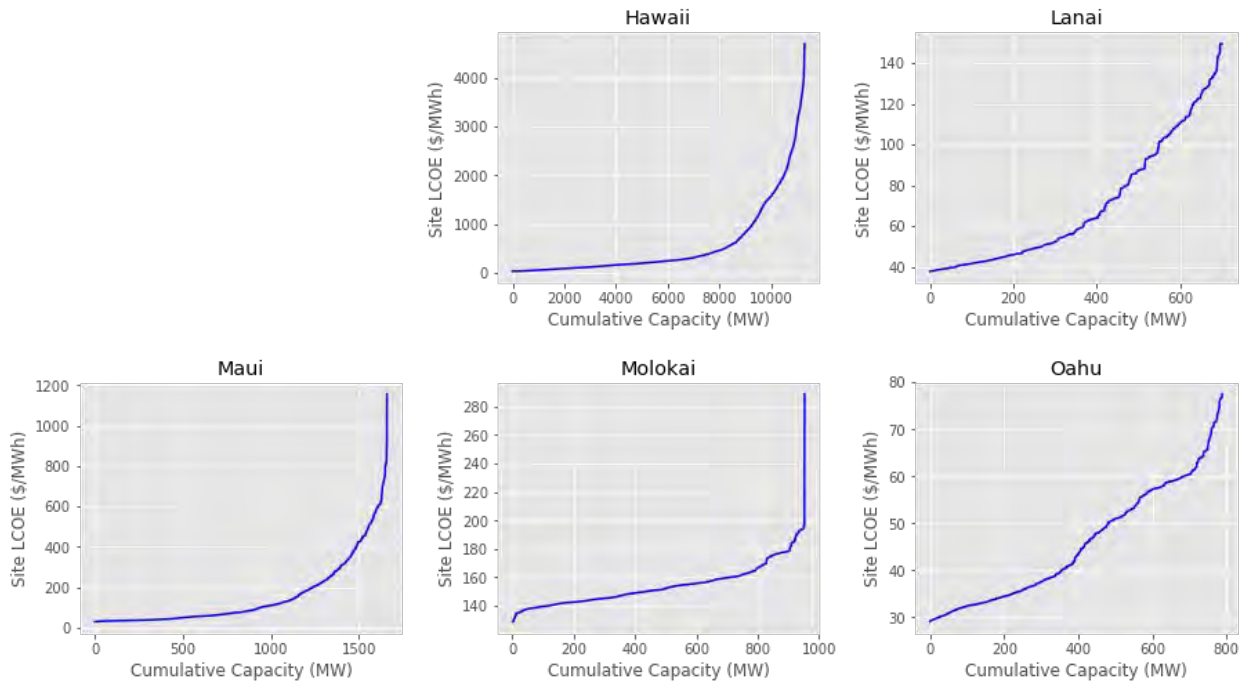 Hawaii
Site LCOE ($/MWh)
4000
3000
2000
1000
0
0 2000 4000 6000 8000 10000
Cumulative Capacity (MW)
Lanai
Site LCOE ($/MWh)
140
120
100
80
60
40
0 200 400 600
Cumulative Capacity (MW)
Maui
Site LCOE ($/MWh)
1200
1000
800
600
400
200
0
0 500 1000 1500
Cumulative Capacity (MW)
Molokai
Site LCOE ($/MWh)
280
260
240
220
200
180
160
140
0 200 400 600 800 1000
Cumulative Capacity (MW)
Oahu
Site LCOE ($/MWh)
80
70
60
50
40
30
0 200 400 600 800
Cumulative Capacity (MW)